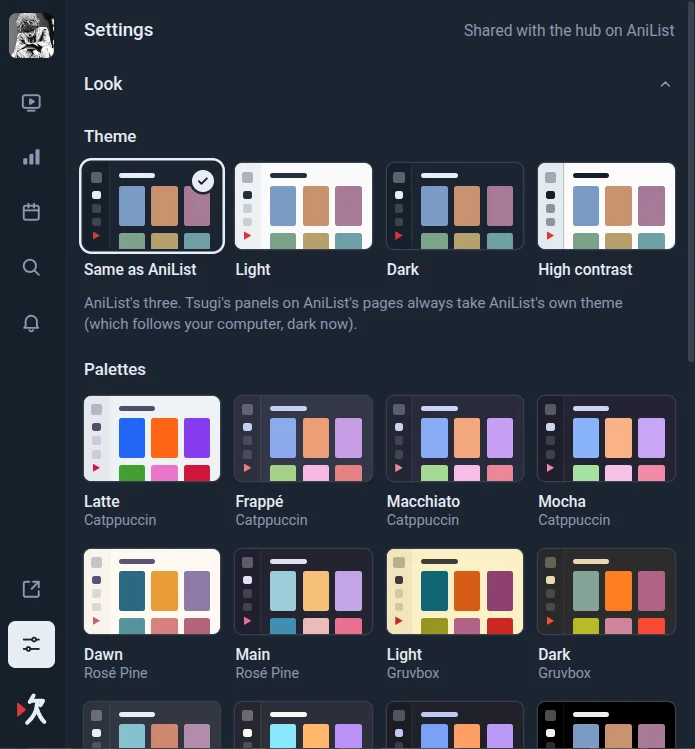 Settings
Shared with the hub on AniList
Look
Theme
Same as AniList
Light
Dark
High contrast
AniList's three. Tsugi's panels on AniList's pages always take AniList's own theme
(which follows your computer, dark now).
Palettes
Latte
Catppuccin
Frappé
Catppuccin
Macchiato
Catppuccin
Mocha
Catppuccin
Dawn
Rosé Pine
Main
Rosé Pine
Light
Gruvbox
Dark
Gruvbox
次